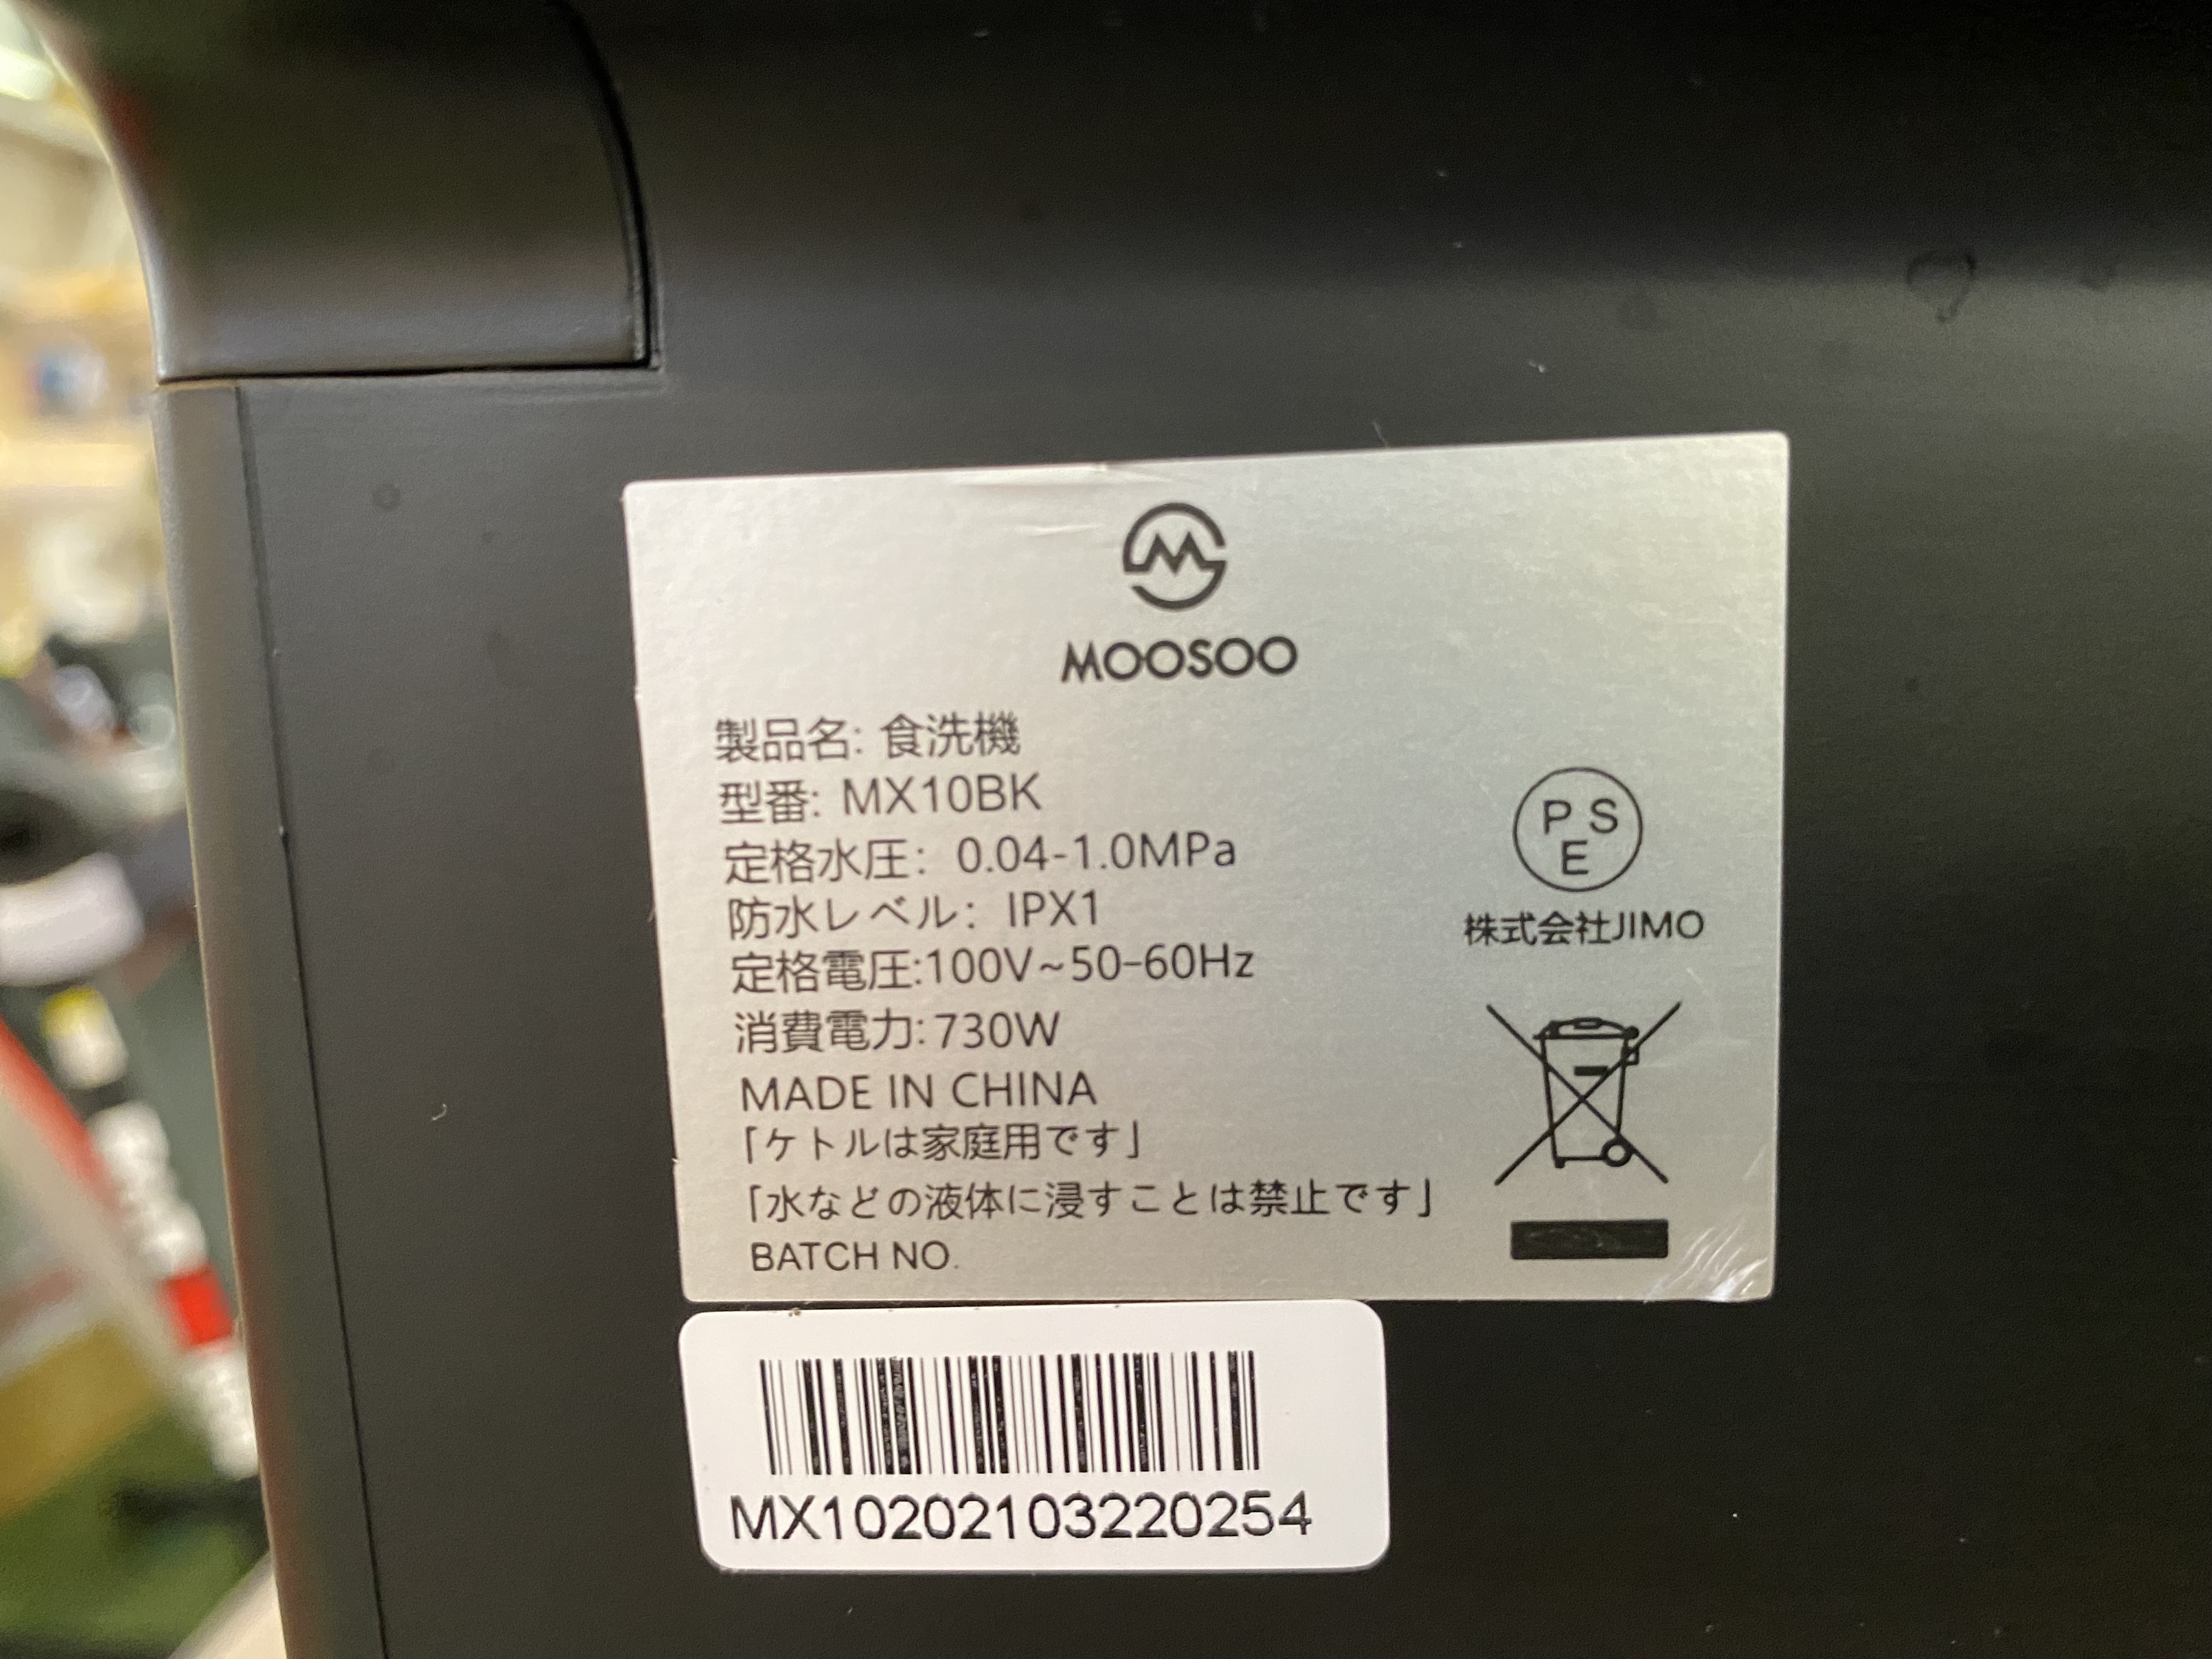 MOOSOO
製品名: 食洗機
型番: MX10BK
定格水圧: 0.04-1.0MPa
防水レベル: IPX1
定格電圧:100V~50-60Hz
消費電力:730W
MADE IN CHINA
「ケトルは家庭用です」
「水などの液体に浸すことは禁止です」
BATCH NO.
P S
E
株式会社JIMO
MX10202103220254